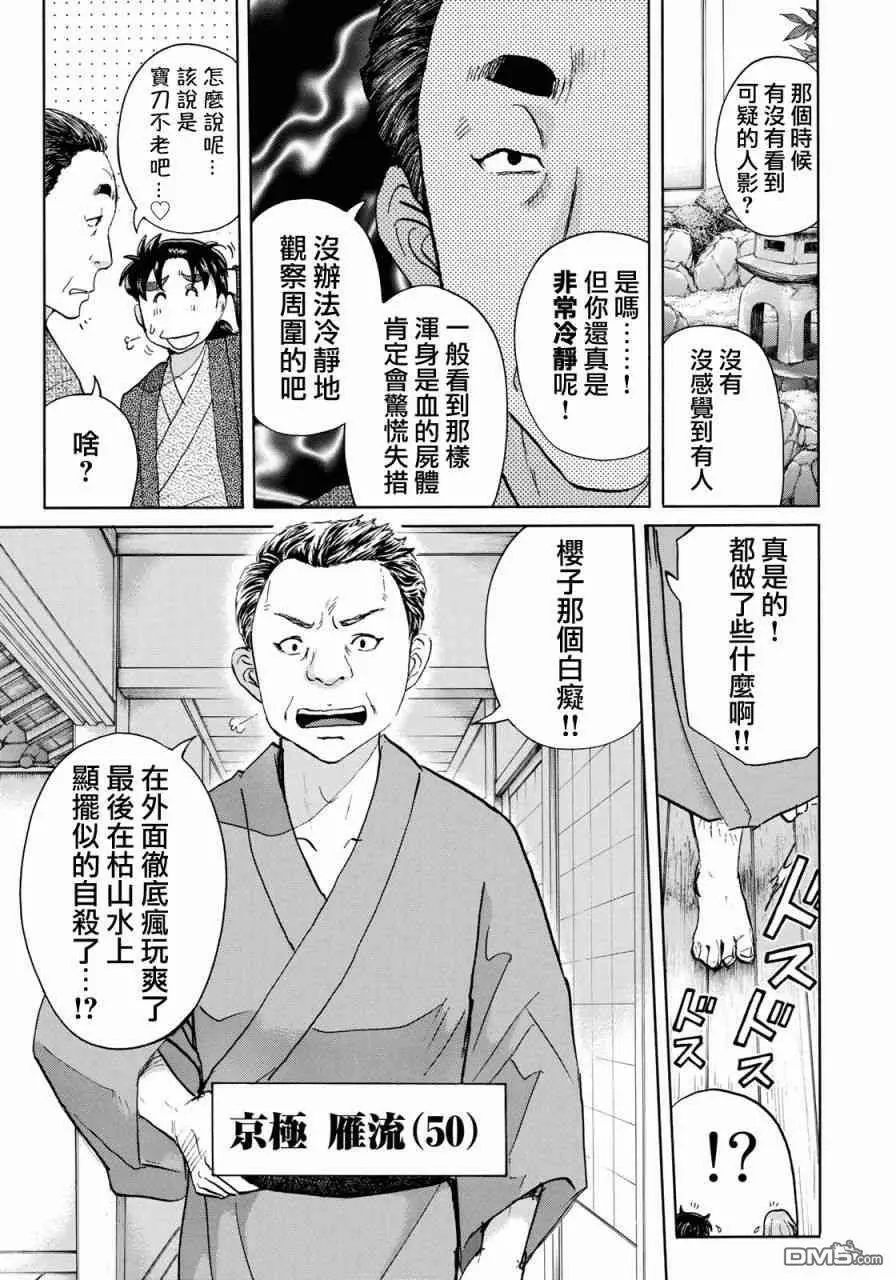 那個時候
有沒有看到
可疑的人影?
沒有
沒感覺到有人
是嗎……!
但你還真是
非常冷靜呢!
一般看到那樣
渾身是血的屍體
肯定會驚慌失措
沒辦法冷靜地
觀察周圍的吧
怎麼說呢…
該說是
寶刀不老吧…♡
啥?
真是的!
都做了些什麼啊!!
ドスドス
ドスドス
!?
櫻子那個白癡!!
在外面徹底瘋玩爽了
最後在枯山水上
顯擺似的自殺了…!?
京極 雁流(50)
DM5.com